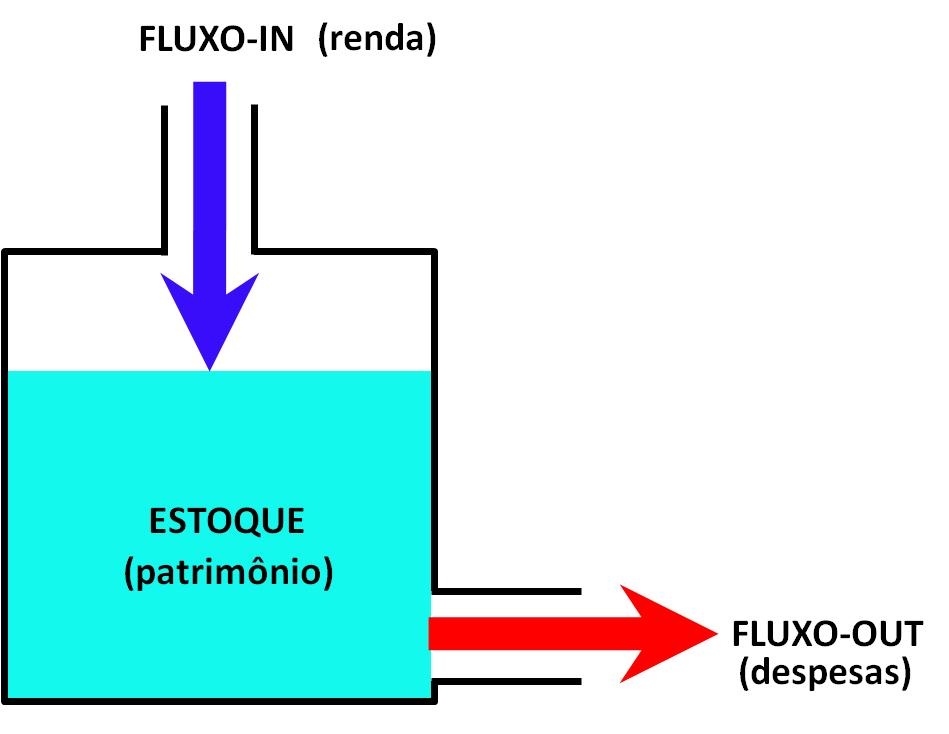 FLUXO-IN (renda)
ESTOQUE
(patrimônio)
FLUXO-OUT
(despesas)